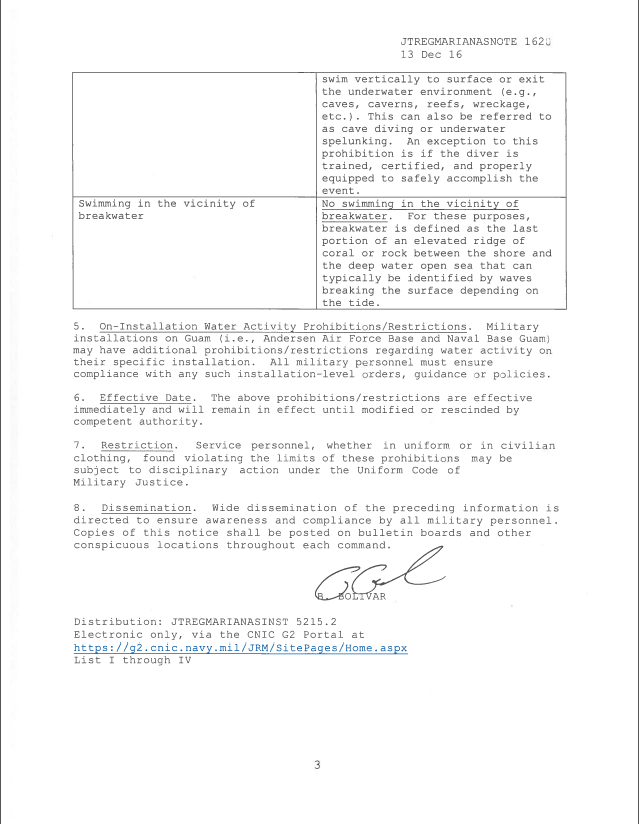 JTREGMARIANASNOTE 1620
13 Dec 16
swim vertically to surface or exit
the underwater environment (e.g.,
caves, caverns, reefs, wreckage,
etc.). This can also be referred to
as cave diving or underwater
spelunking.  An exception to this
prohibition is if the diver is
trained, certified, and properly
equipped to safely accomplish the
event.
Swimming in the vicinity of
breakwater
No swimming in the vicinity of
breakwater.  For these purposes,
breakwater is defined as the last
portion of an elevated ridge of
coral or rock between the shore and
the deep water open sea that can
typically be identified by waves
breaking the surface depending on
the tide.
5.  On-Installation Water Activity Prohibitions/Restrictions.  Military
installations on Guam (i.e., Andersen Air Force Base and Naval Base Guam)
may have additional prohibitions/restrictions regarding water activity on
their specific installation.  All military personnel must ensure
compliance with any such installation-level orders, guidance or policies.
6.  Effective Date.  The above prohibitions/restrictions are effective
immediately and will remain in effect until modified or rescinded by
competent authority.
7.  Restriction.  Service personnel, whether in uniform or in civilian
clothing, found violating the limits of these prohibitions  may be
subject to disciplinary action under the Uniform Code of
Military Justice.
8.  Dissemination.  Wide dissemination of the preceding information is
directed to ensure awareness and compliance by all military personnel.
Copies of this notice shall be posted on bulletin boards and other
conspicuous locations throughout each command.
B. BOLIVAR
Distribution: JTREGMARIANASINST 5215.2
Electronic only, via the CNIC G2 Portal at
https://g2.cnic.navy.mil/JRM/SitePages/Home.aspx
List I through IV
3